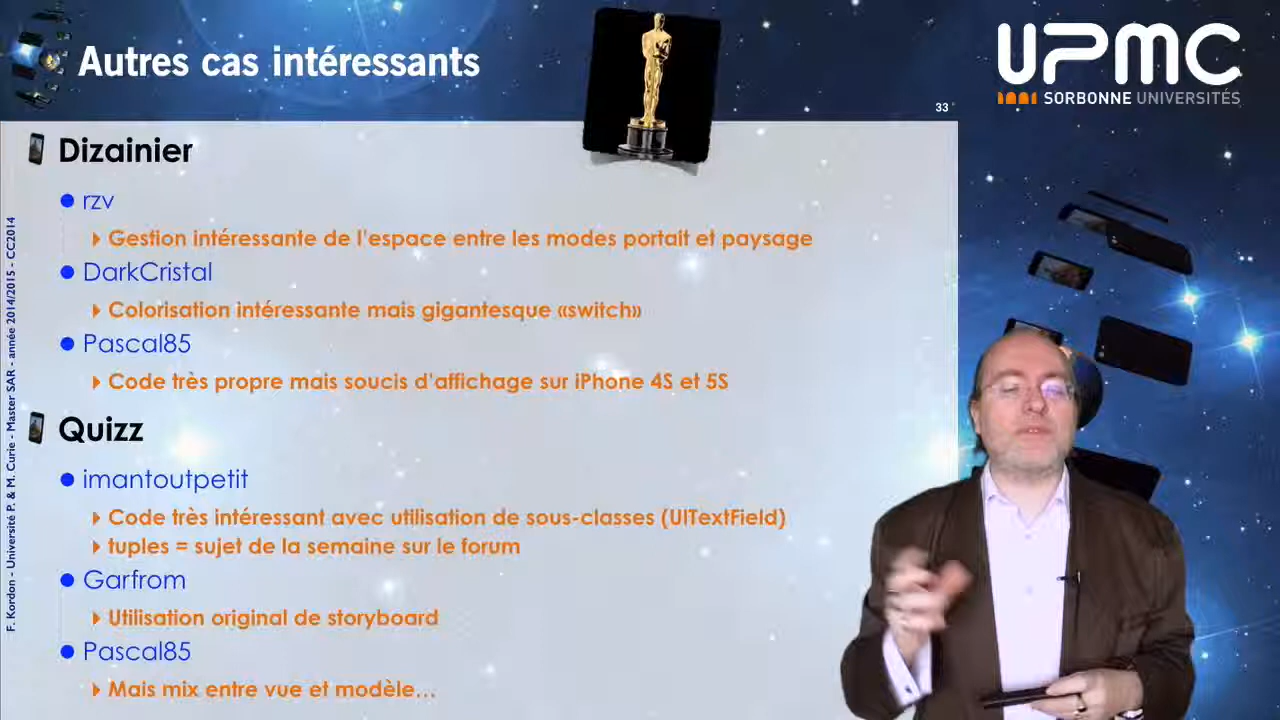 Autres cas intéressants
UPMC
SORBONNE UNIVERSITÉS
33
Dizainier
rzv
Gestion intéressante de l'espace entre les modes portait et paysage
DarkCristal
Colorisation intéressante mais gigantesque «switch»
Pascal85
Code très propre mais soucis d'affichage sur iPhone 4S et 5S
Quizz
imantoutpetit
Code très intéressant avec utilisation de sous-classes (UITextField)
tuples = sujet de la semaine sur le forum
Garfrom
Utilisation original de storyboard
Pascal85
Mais mix entre vue et modèle...
F. Kordon - Université P. & M. Curie - Master SAR - année 2014/2015 - CC2014